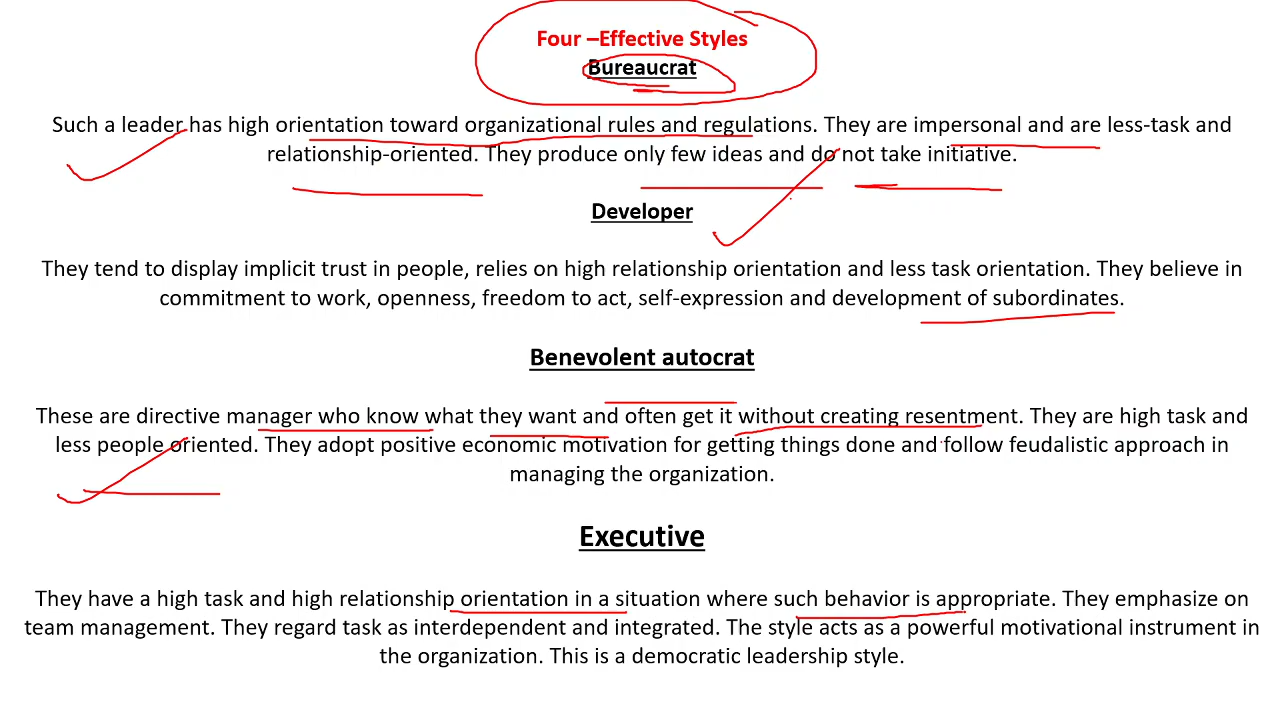 Four –Effective Styles
Bureaucrat
Such a leader has high orientation toward organizational rules and regulations. They are impersonal and are less-task and
relationship-oriented. They produce only few ideas and do not take initiative.
Developer
They tend to display implicit trust in people, relies on high relationship orientation and less task orientation. They believe in
commitment to work, openness, freedom to act, self-expression and development of subordinates.
Benevolent autocrat
These are directive manager who know what they want and often get it without creating resentment. They are high task and
less people oriented. They adopt positive economic motivation for getting things done and follow feudalistic approach in
managing the organization.
Executive
They have a high task and high relationship orientation in a situation where such behavior is appropriate. They emphasize on
team management. They regard task as interdependent and integrated. The style acts as a powerful motivational instrument in
the organization. This is a democratic leadership style.